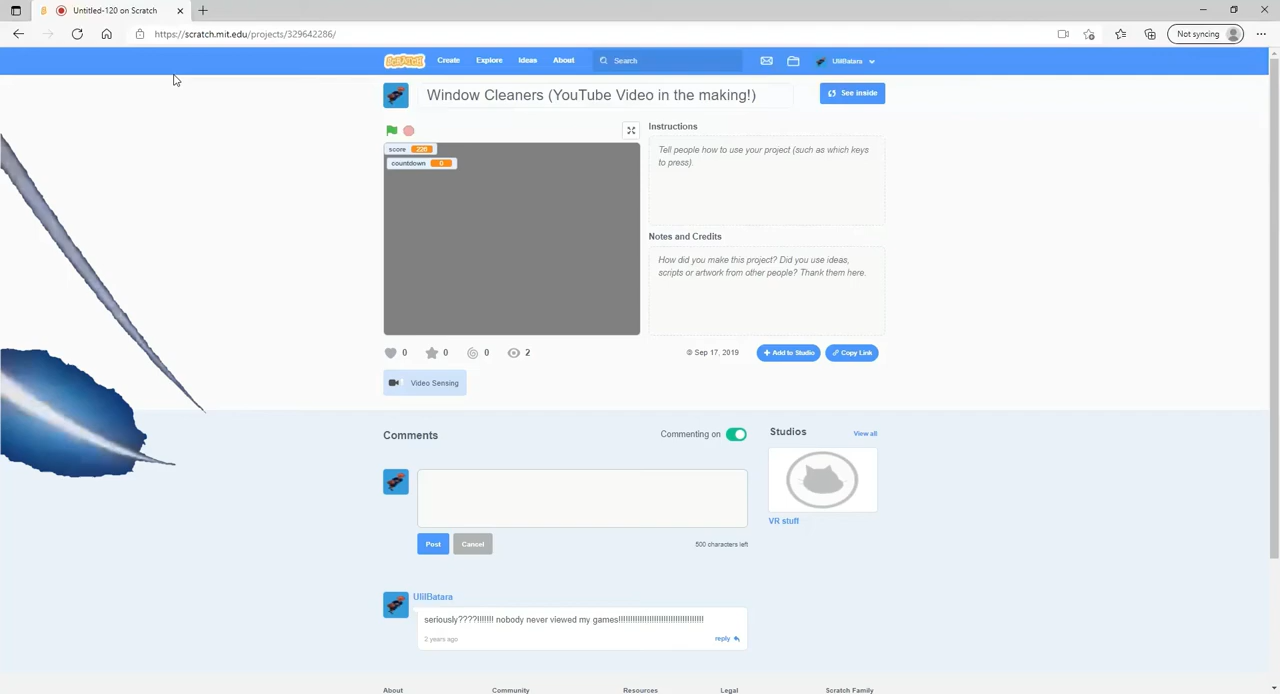 Untitled-120 on Scratch
https://scratch.mit.edu/projects/329642286/
Not syncing
SCRATCH
Create
Explore
Ideas
About
Search
UlilBatara
Window Cleaners (YouTube Video in the making!)
See inside
score 220
countdown 0
Instructions
Tell people how to use your project (such as which keys
to press).
Notes and Credits
How did you make this project? Did you use ideas,
scripts or artwork from other people? Thank them here.
0
0
0
2
© Sep 17, 2019
Add to Studio
Copy Link
Video Sensing
Comments
Commenting on
Studios
View all
VR stuff
Post
Cancel
500 characters left
UlilBatara
seriously????!!!!!!! nobody never viewed my games!!!!!!!!!!!!!!!!!!!!!!!!!!!!!!!!!!!!
2 years ago
reply
About
Community
Resources
Legal
Scratch Family